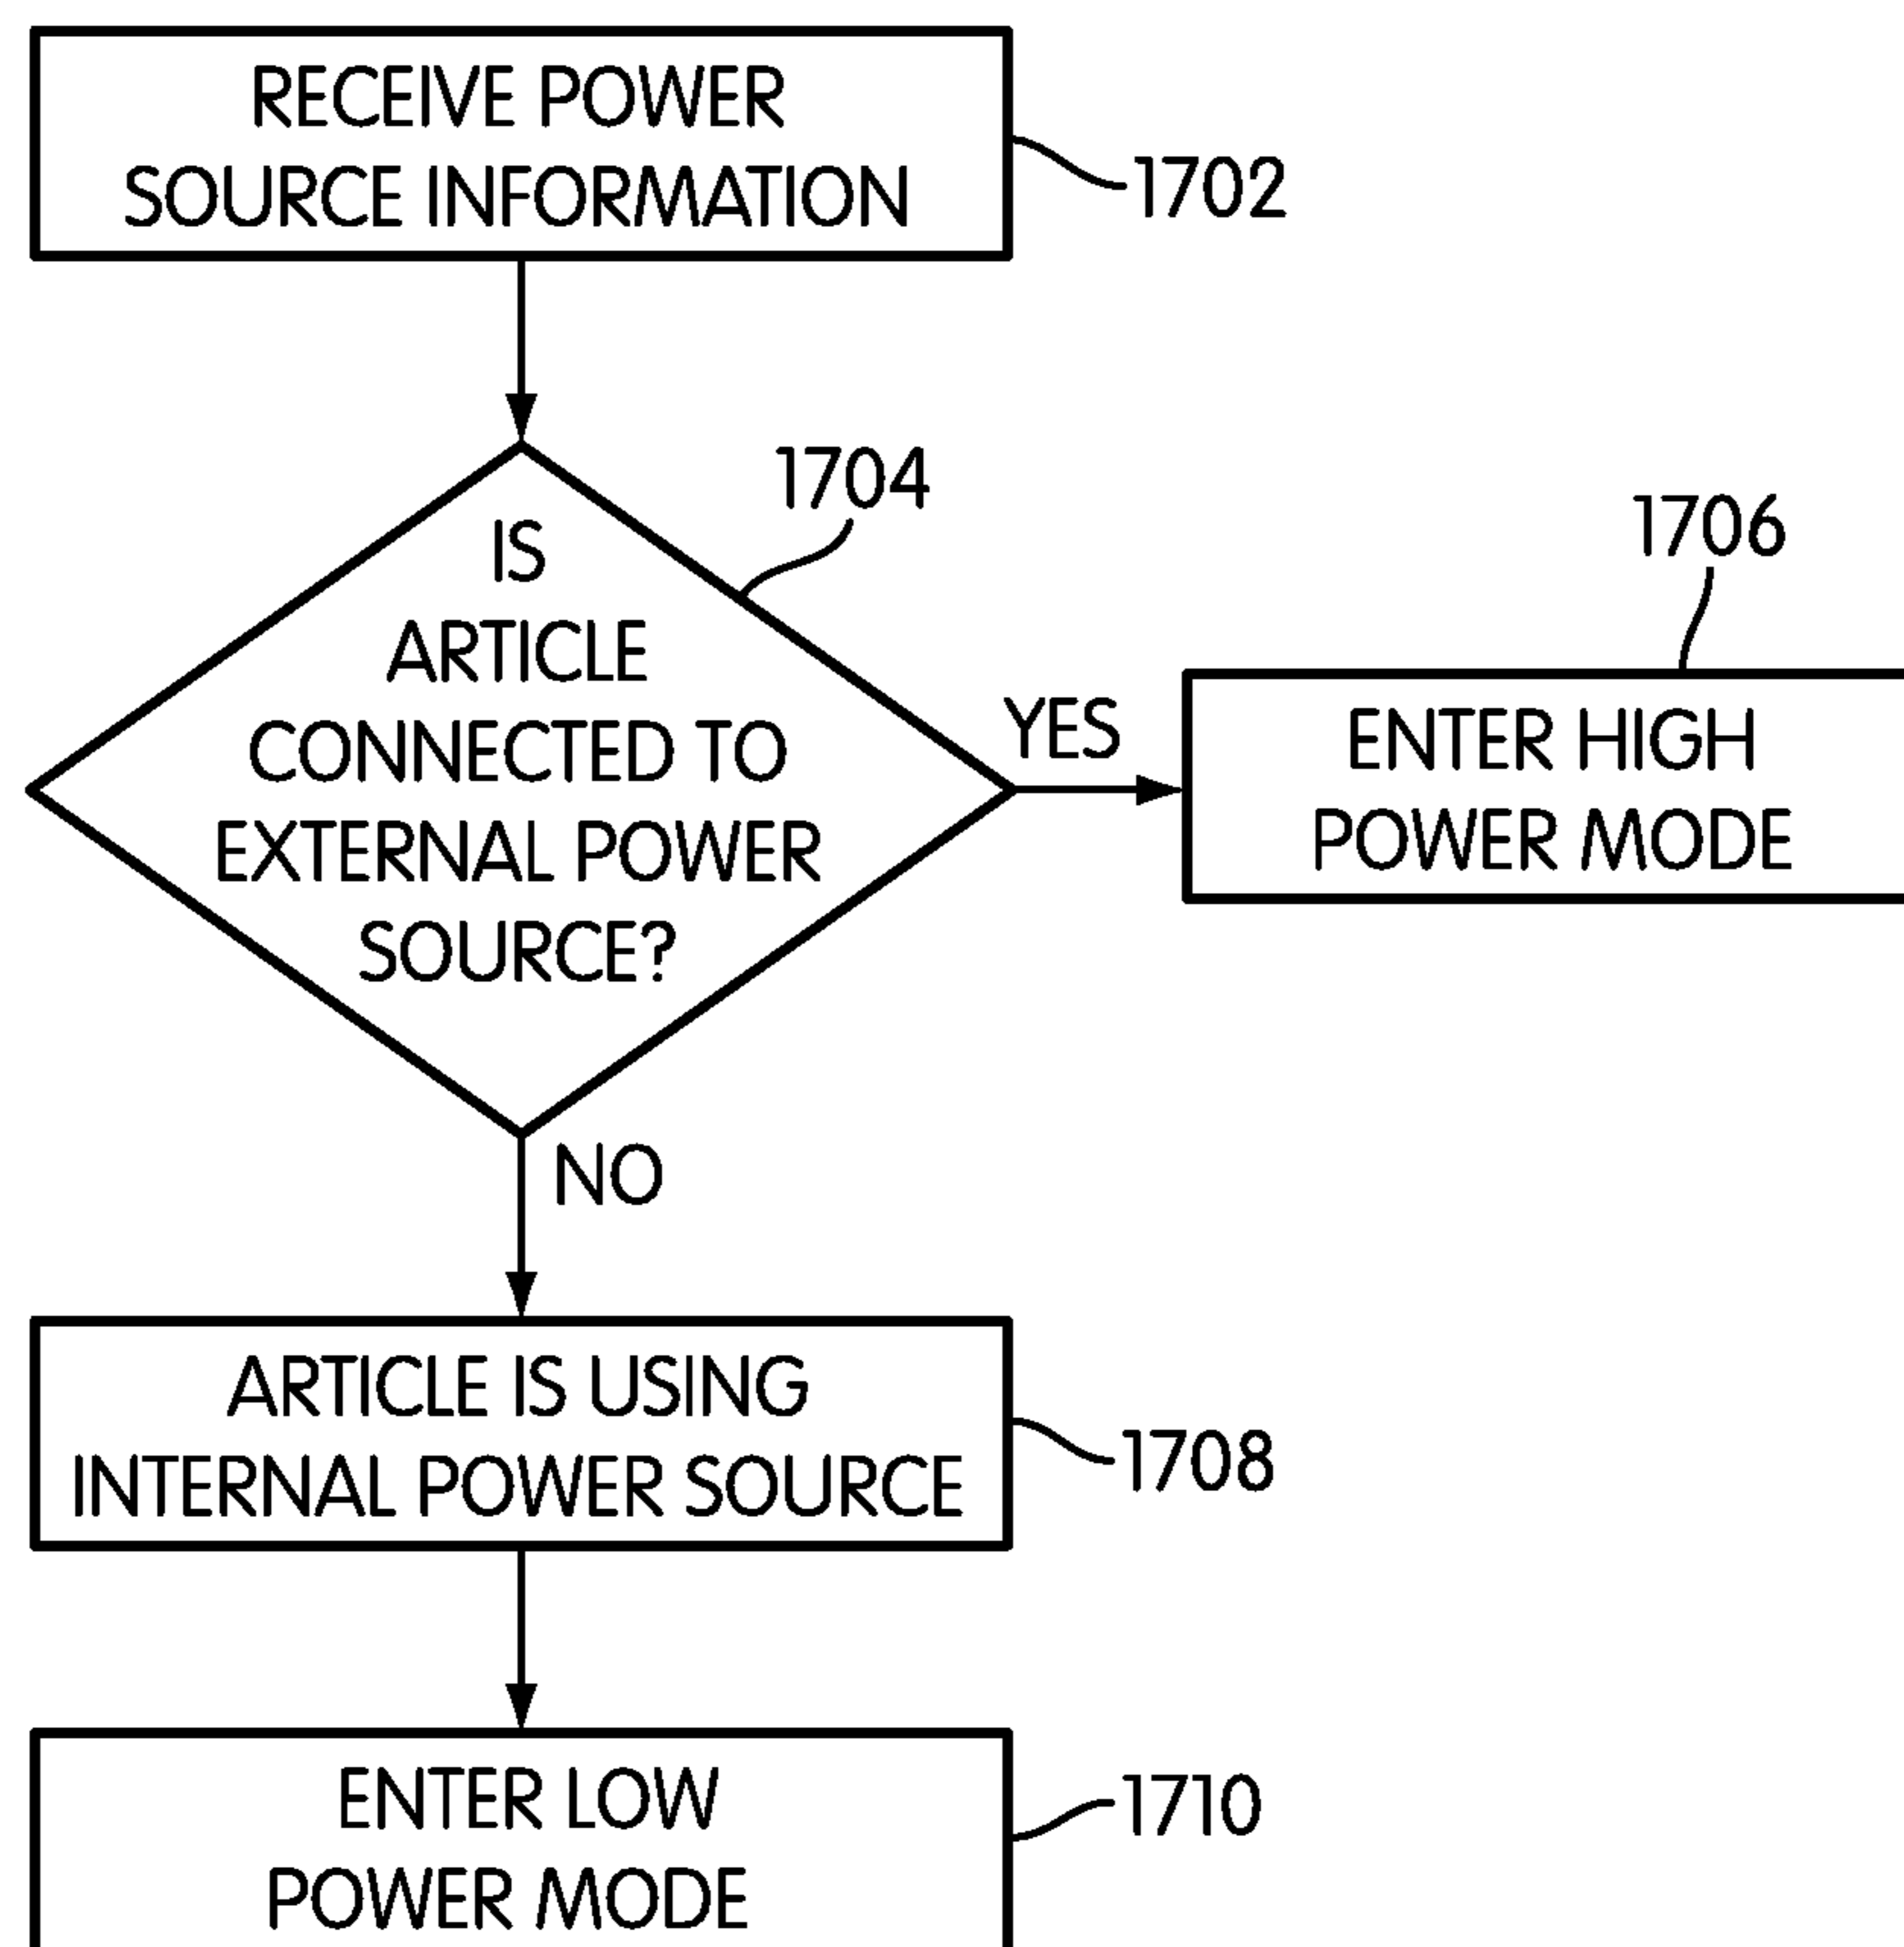 RECEIVE POWER
SOURCE INFORMATION
1702
1704
IS
ARTICLE
CONNECTED TO
EXTERNAL POWER
SOURCE?
YES
1706
ENTER HIGH
POWER MODE
NO
ARTICLE IS USING
INTERNAL POWER SOURCE
1708
ENTER LOW
POWER MODE
1710